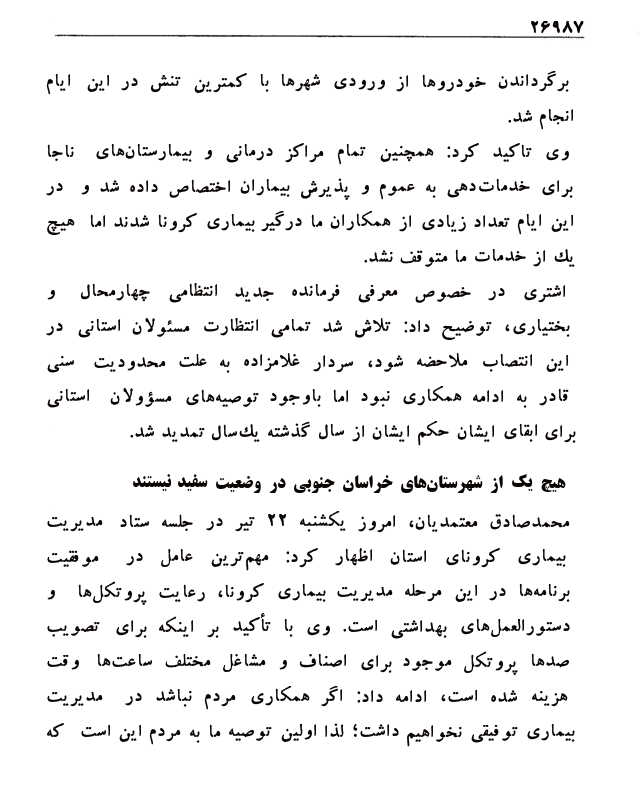 ۲۶۹۸۷
برگرداندن خودروها از ورودی شهرها با کمترین تنش در این ایام
انجام شد.
وی تاکید کرد: همچنین تمام مراکز درمانی و بیمارستان‌های ناجا
برای خدمات‌دهی به عموم و پذیرش بیماران اختصاص داده شد و در
این ایام تعداد زیادی از همکاران ما درگیر بیماری کرونا شدند اما هیچ
یك از خدمات ما متوقف نشد.
اشتری در خصوص معرفی فرمانده جدید انتظامی چهارمحال و
بختیاری، توضیح داد: تلاش شد تمامی انتظارت مسئولان استانی در
این انتصاب ملاحضه شود، سردار غلامزاده به علت محدودیت سنی
قادر به ادامه همکاری نبود اما باوجود توصیه‌های مسؤولان استانی
برای ابقای ایشان حکم ایشان از سال گذشته یك‌سال تمدید شد.
هیچ یک از شهرستان‌های خراسان جنوبی در وضعیت سفید نیستند
محمدصادق معتمدیان، امروز یکشنبه ۲۲ تیر در جلسه ستاد مدیریت
بیماری کرونای استان اظهار کرد: مهم‌ترین عامل در موفقیت
برنامه‌ها در این مرحله مدیریت بیماری کرونا، رعایت پروتکل‌ها و
دستورالعمل‌های بهداشتی است. وی با تأکید بر اینکه برای تصویب
صدها پروتکل موجود برای اصناف و مشاغل مختلف ساعت‌ها وقت
هزینه شده است، ادامه داد: اگر همکاری مردم نباشد در مدیریت
بیماری توفیقی نخواهیم داشت؛ لذا اولین توصیه ما به مردم این است که